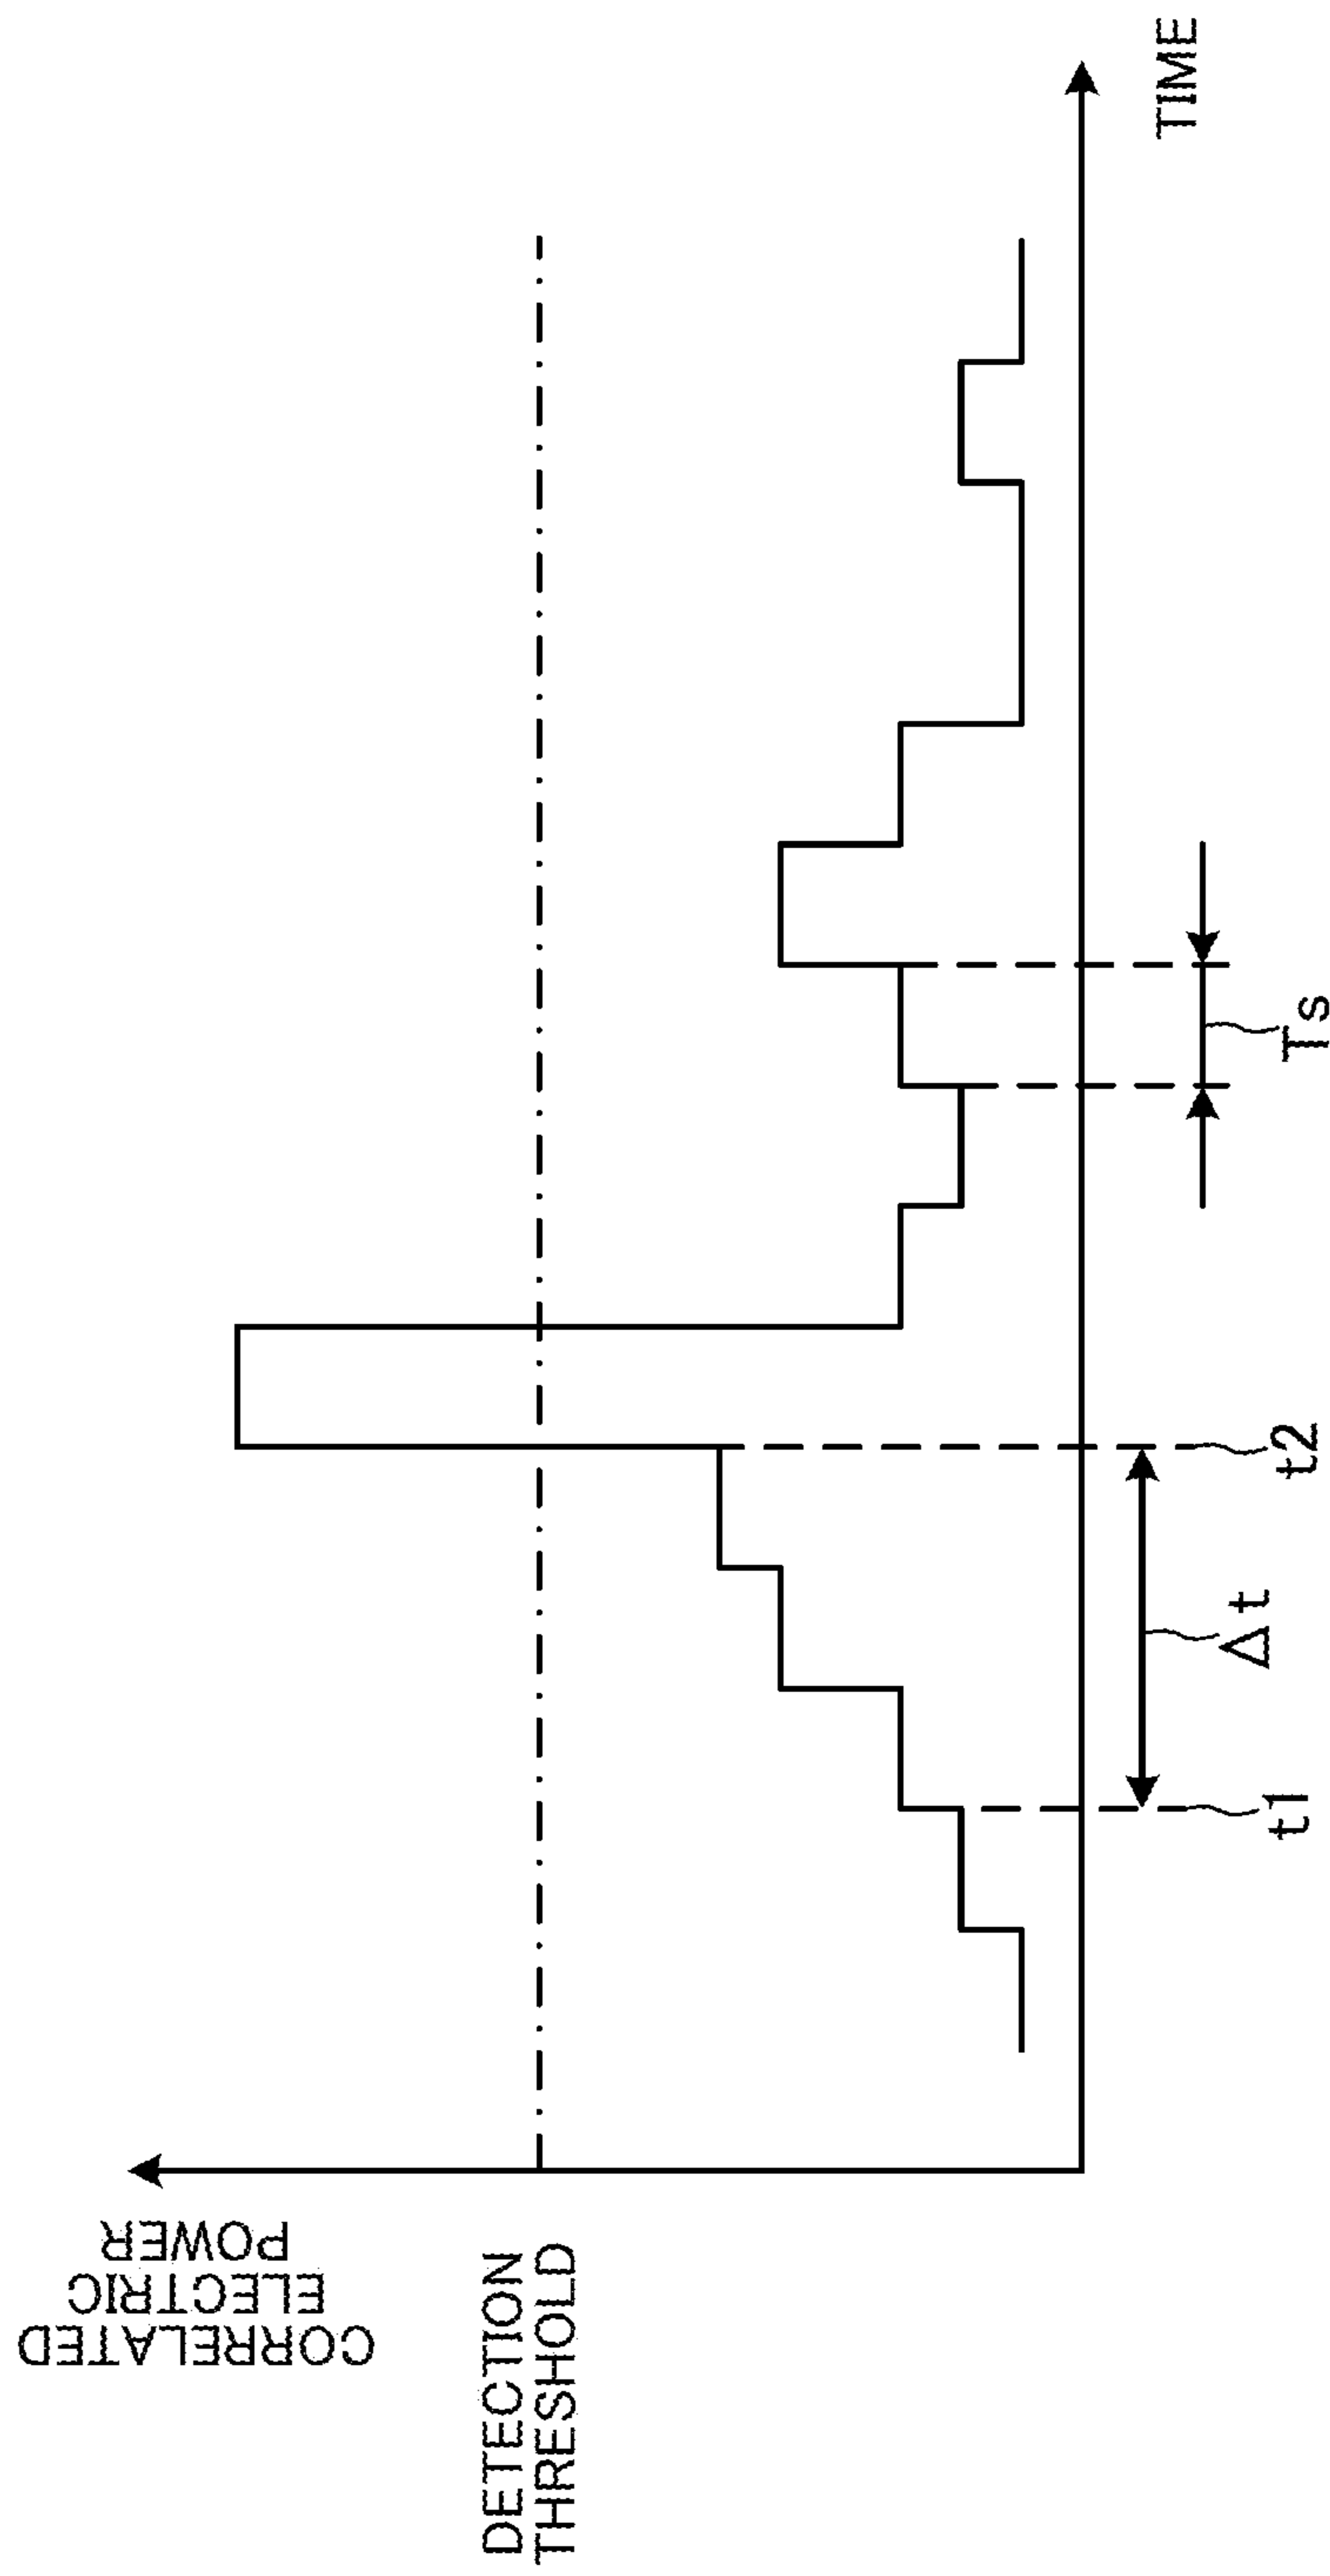 CORRELATED
ELECTRIC
POWER
DETECTION
THRESHOLD
t1
Δt
t2
Ts
TIME